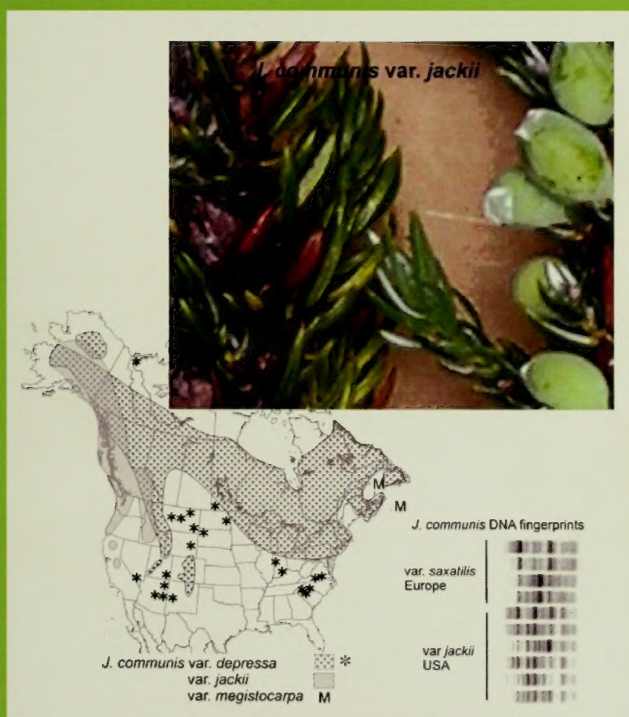 J. communis var. jackii
M
M
J. communis DNA fingerprints
var. saxatilis
Europe
var jackii
USA
J. communis var. depressa *
var. jackii
var. megistocarpa M